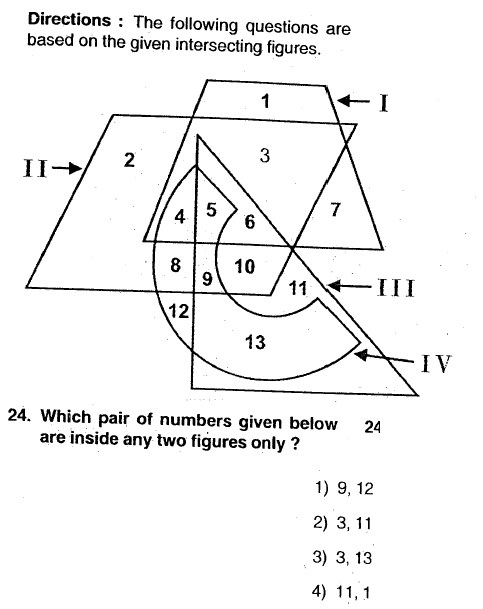 Directions : The following questions are
based on the given intersecting figures.
1
I
2
3
II
5
4
6
7
8
10
9
11
III
12
13
IV
24. Which pair of numbers given below 24
are inside any two figures only ?
1) 9, 12
2) 3, 11
3) 3, 13
4) 11, 1